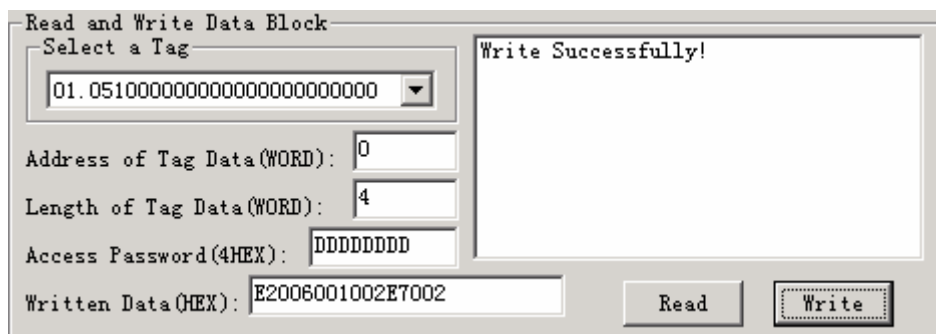 Read and Write Data Block
Select a Tag
01.051000000000000000000000
Write Successfully!
Address of Tag Data(WORD): 0
Length of Tag Data(WORD): 4
Access Password(4HEX): DDDDDDDD
Written Data(HEX): E2006001002E7002
Read
Write